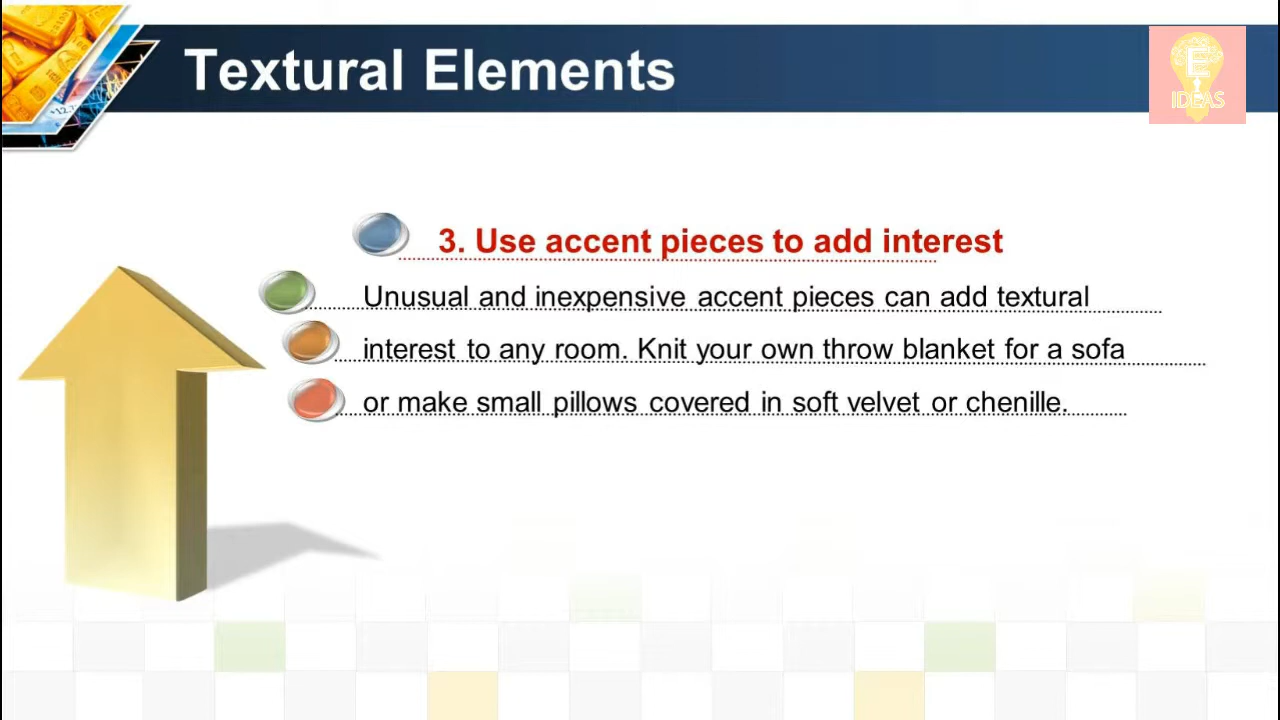 Textural Elements
E
IDEAS
3. Use accent pieces to add interest
Unusual and inexpensive accent pieces can add textural
interest to any room. Knit your own throw blanket for a sofa
or make small pillows covered in soft velvet or chenille.